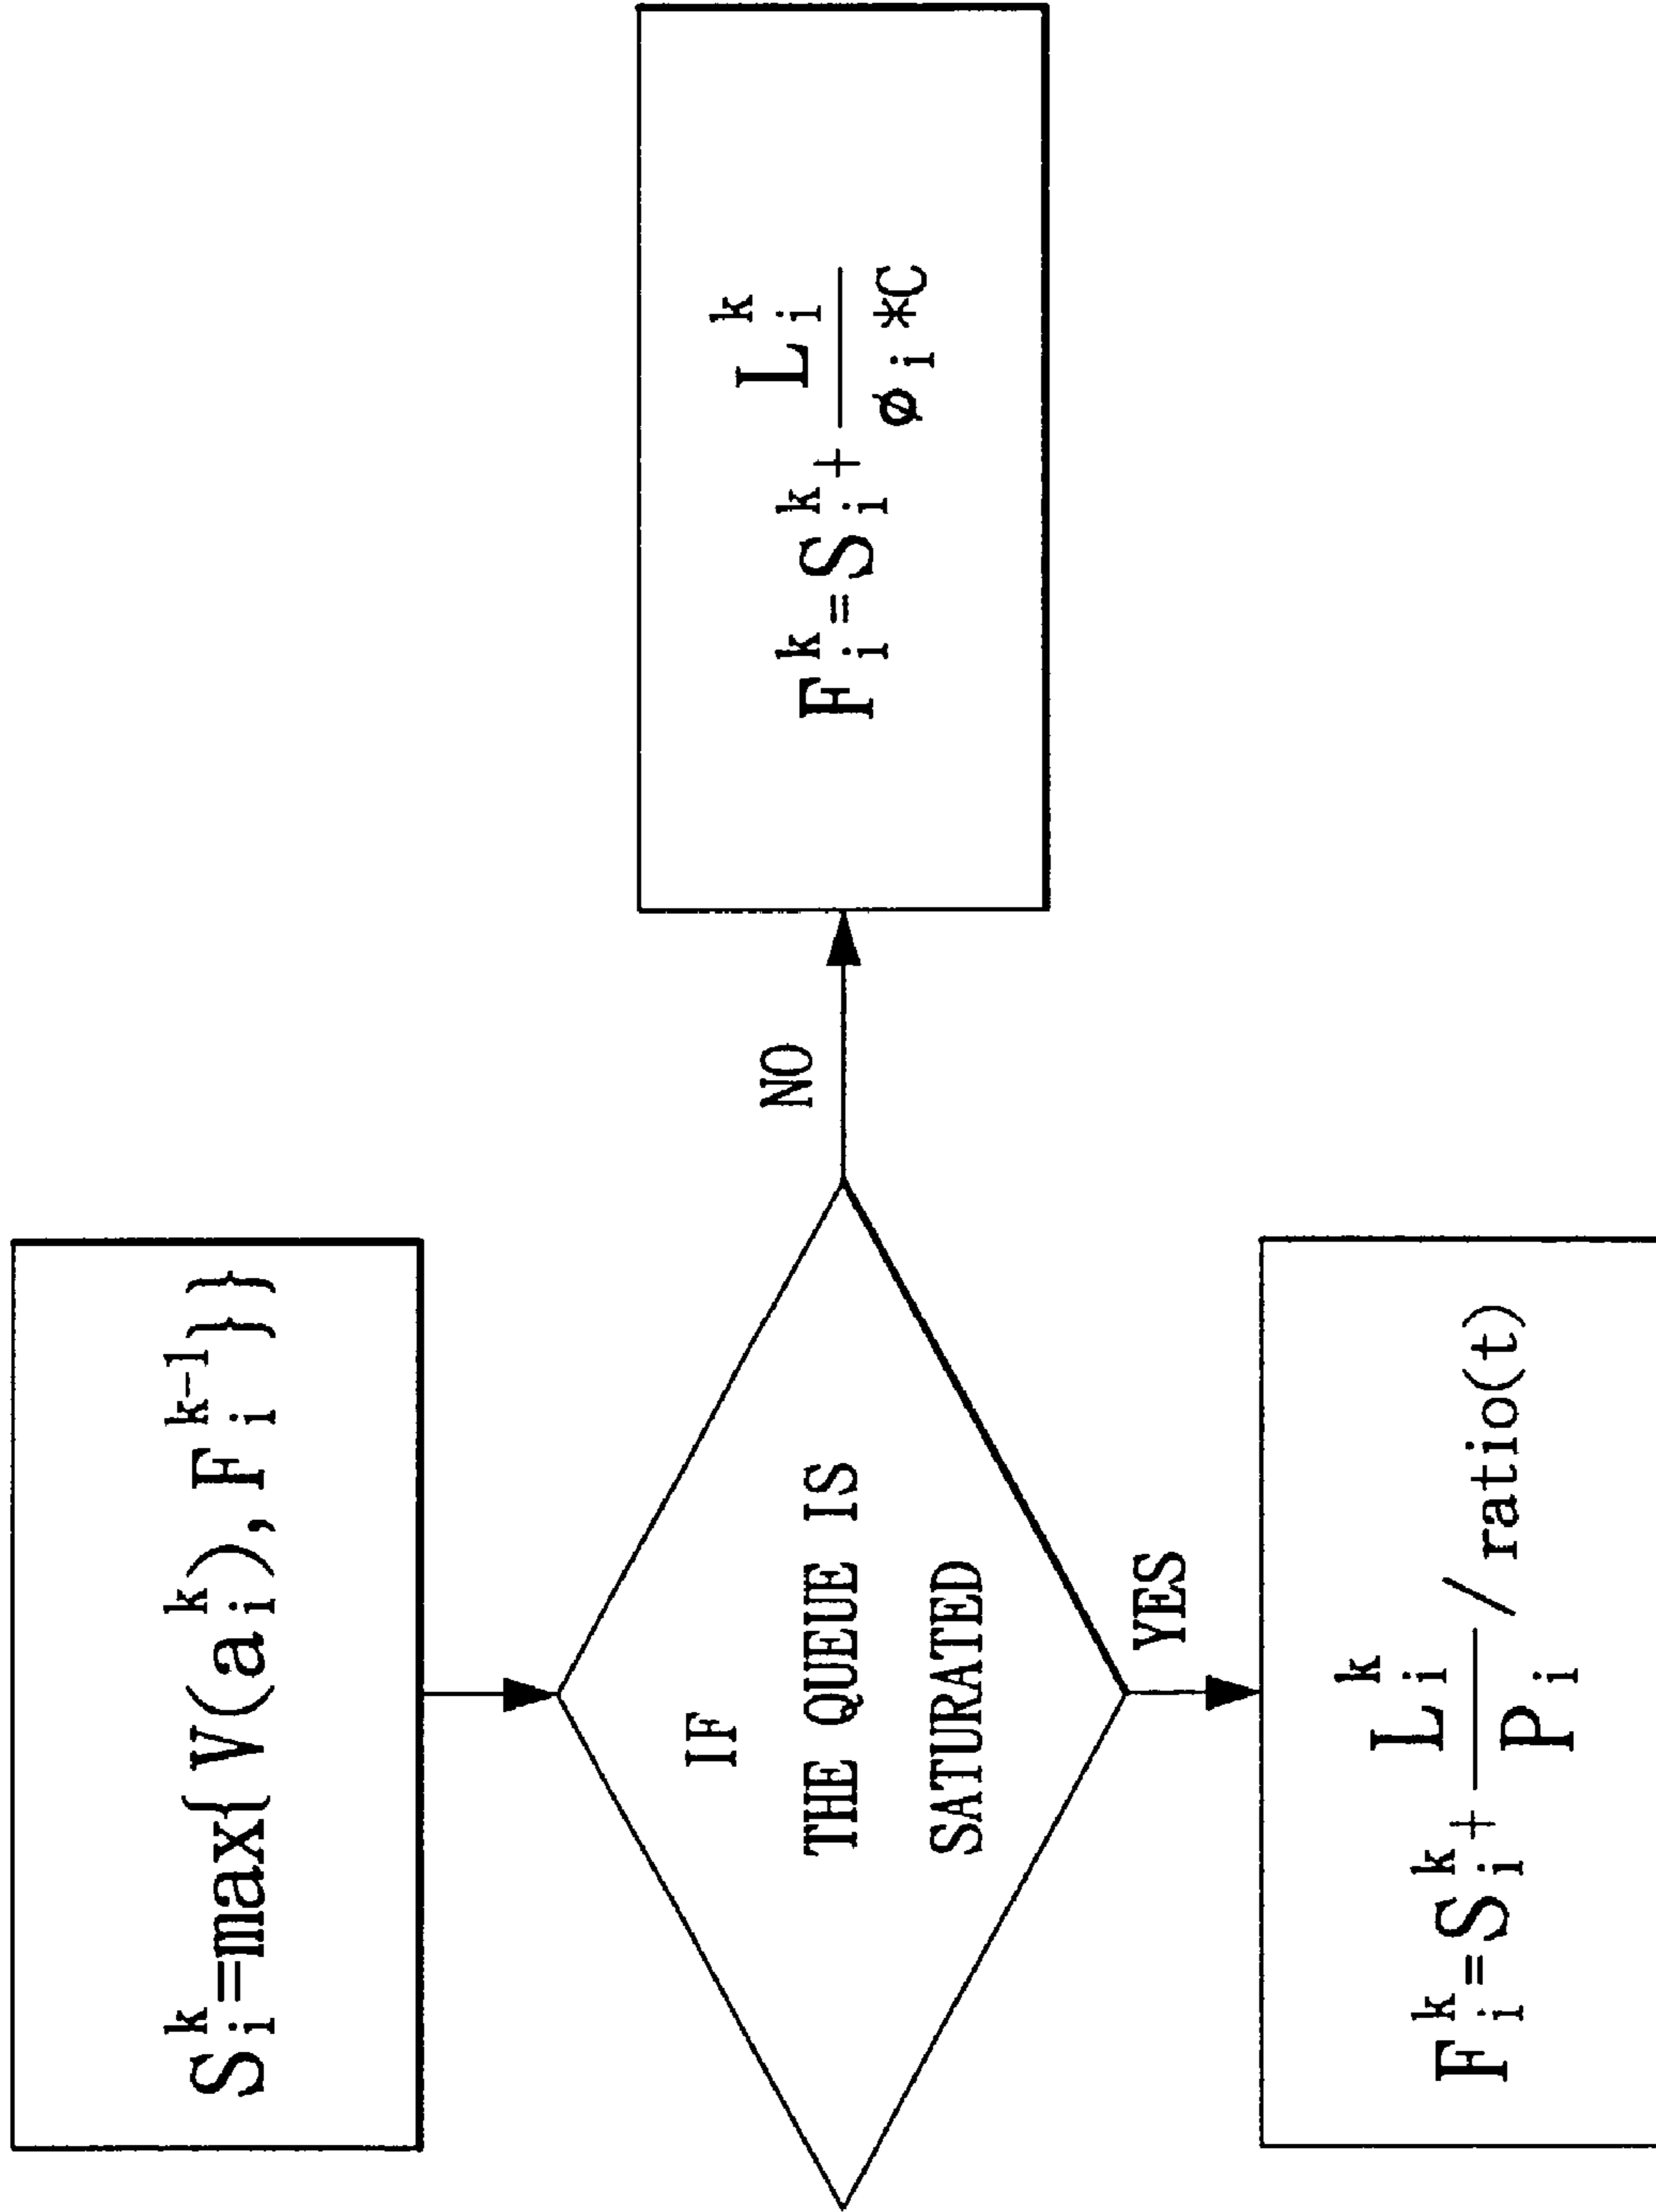 S_i^k=max{V(a_i^k), F_i^{k-1}}}
IF
THE QUEUE IS
SATURATED
NO
F_i^k=S_i^k+ L_i^k / ø_i*C
YES
F_i^k=S_i^k+ L_i^k / P_i / ratio(t)